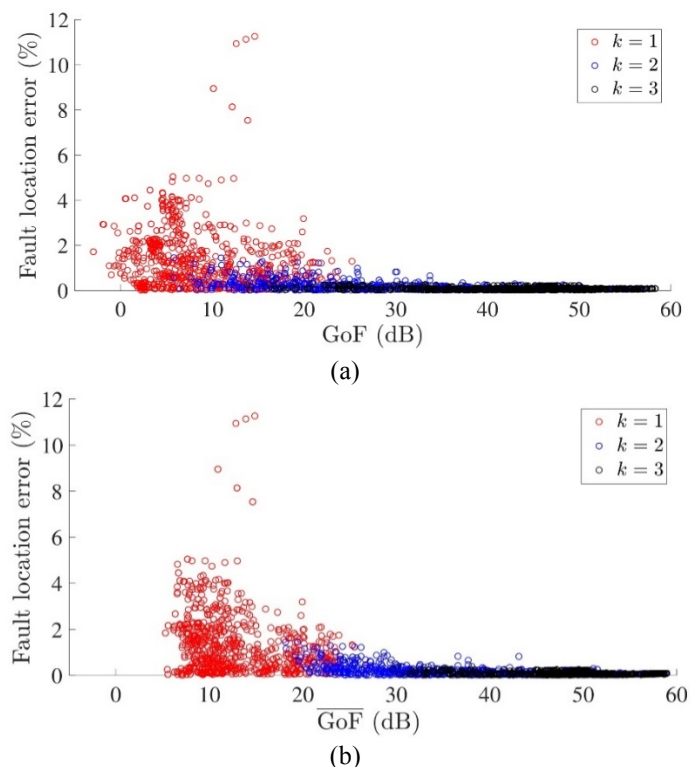 12
10
8
6
4
2
0
Fault location error (%)
k = 1
k = 2
k = 3
0 10 20 30 40 50 60
GoF (dB)
(a)
12
10
8
6
4
2
0
Fault location error (%)
k = 1
k = 2
k = 3
0 10 20 30 40 50 60
G̅o̅F̅ (dB)
(b)